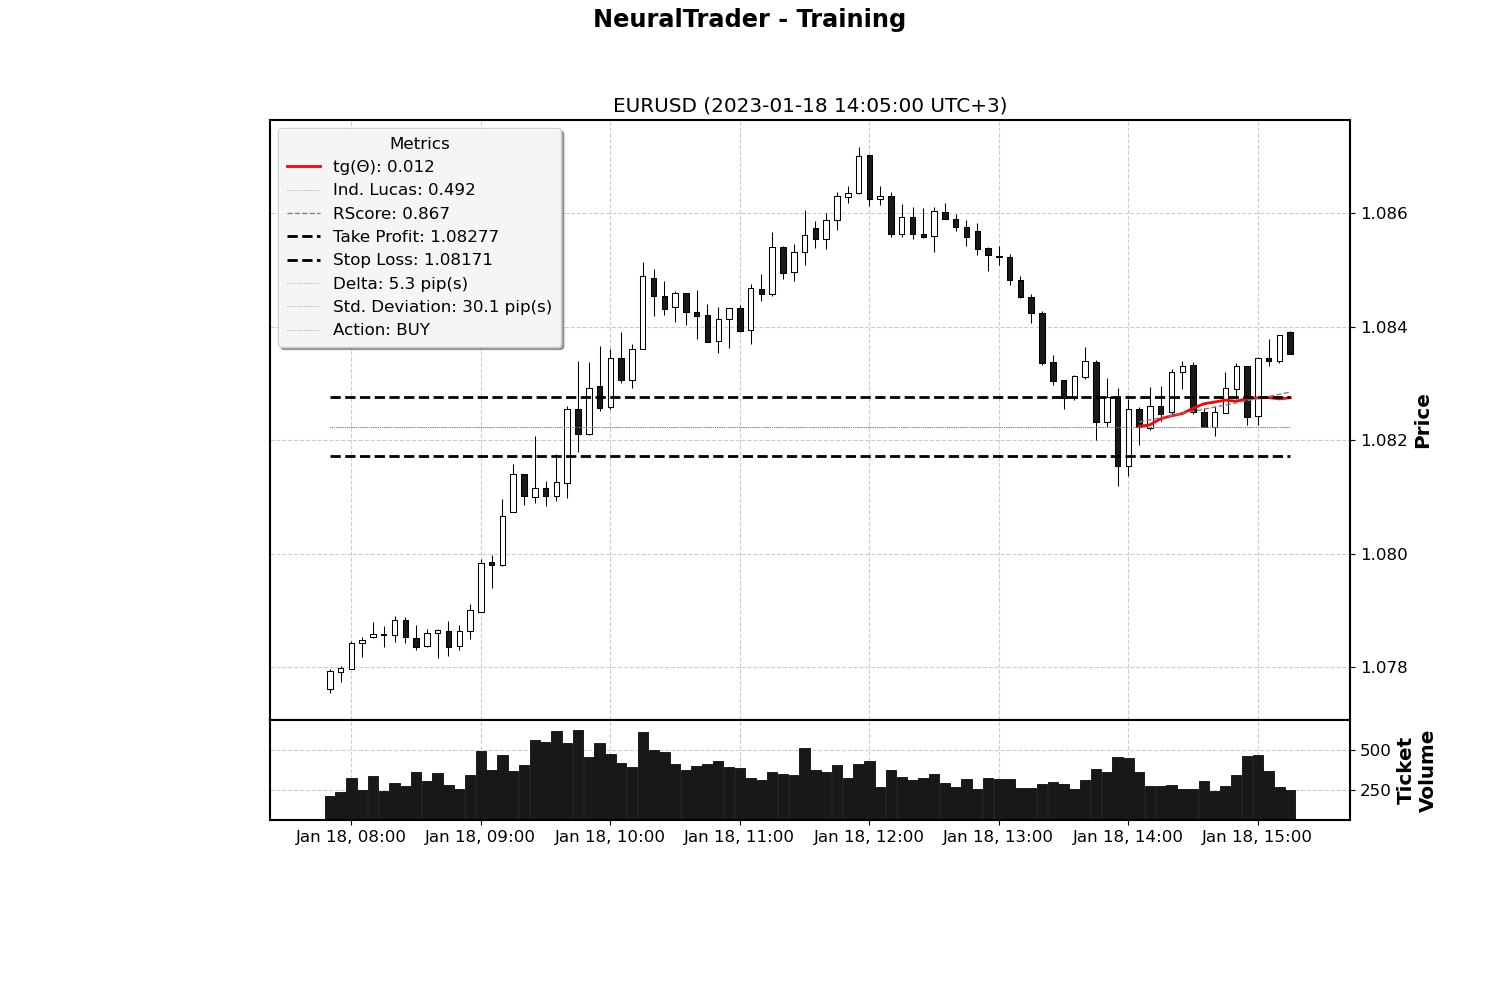 NeuralTrader - Training
EURUSD (2023-01-18 14:05:00 UTC+3)
Metrics
tg(Θ): 0.012
Ind. Lucas: 0.492
RScore: 0.867
Take Profit: 1.08277
Stop Loss: 1.08171
Delta: 5.3 pip(s)
Std. Deviation: 30.1 pip(s)
Action: BUY
1.086
1.084
1.082
1.080
1.078
Price
500
250
Ticket
Volume
Jan 18, 08:00
Jan 18, 09:00
Jan 18, 10:00
Jan 18, 11:00
Jan 18, 12:00
Jan 18, 13:00
Jan 18, 14:00
Jan 18, 15:00